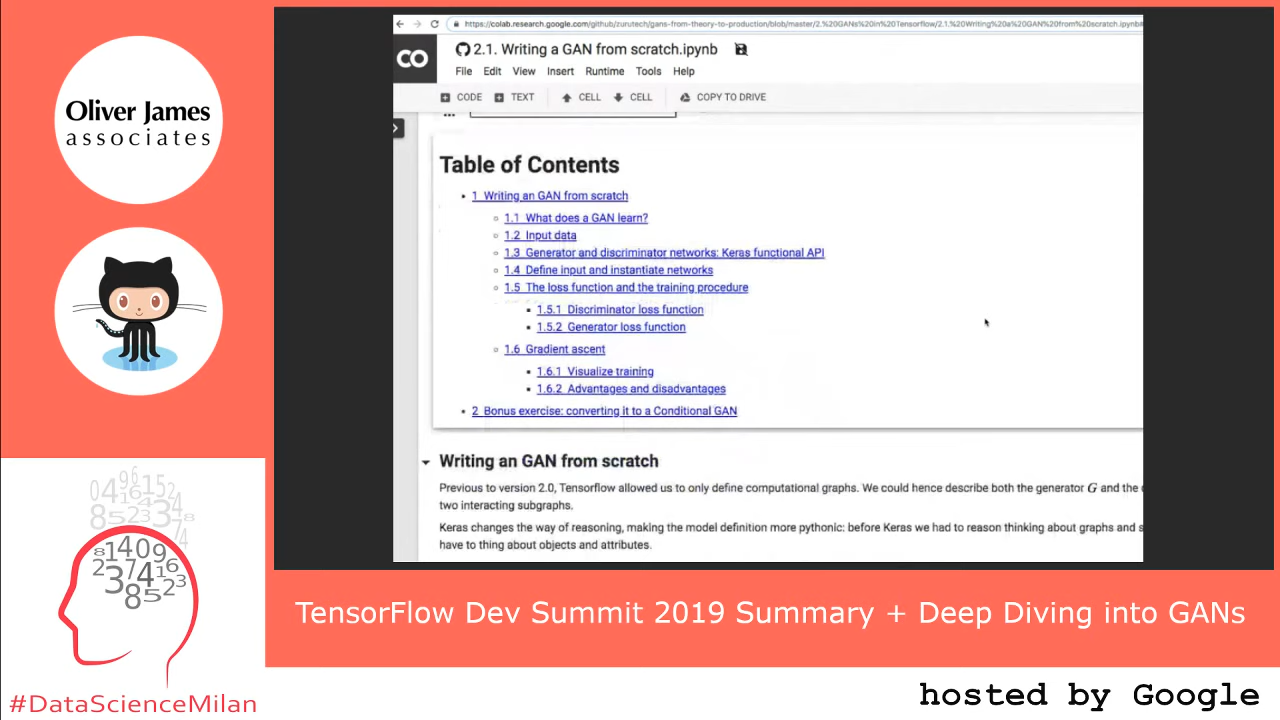 Oliver James
associates
https://colab.research.google.com/github/zurutech/gans-from-theory-to-production/blob/master/2.%20GANs%20in%20Tensorflow/2.1.%20Writing%20a%20GAN%20from%20scratch.ipynb
CO
2.1. Writing a GAN from scratch.ipynb
File Edit View Insert Runtime Tools Help
CODE TEXT CELL CELL COPY TO DRIVE
Table of Contents
1 Writing an GAN from scratch
1.1 What does a GAN learn?
1.2 Input data
1.3 Generator and discriminator networks: Keras functional API
1.4 Define input and instantiate networks
1.5 The loss function and the training procedure
1.5.1 Discriminator loss function
1.5.2 Generator loss function
1.6 Gradient ascent
1.6.1 Visualize training
1.6.2 Advantages and disadvantages
2 Bonus exercise: converting it to a Conditional GAN
Writing an GAN from scratch
Previous to version 2.0, Tensorflow allowed us to only define computational graphs. We could hence describe both the generator G and the
two interacting subgraphs.
Keras changes the way of reasoning, making the model definition more pythonic: before Keras we had to reason thinking about graphs and
have to thing about objects and attributes.
TensorFlow Dev Summit 2019 Summary + Deep Diving into GANs
#DataScienceMilan
hosted by Google